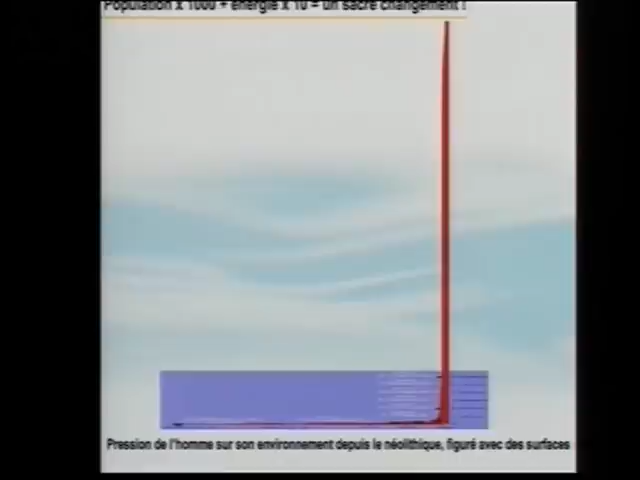 Population x 1000 + énergie x 10 = un sacré changement !
Pression de l'homme sur son environnement depuis le néolithique, figuré avec des surfaces